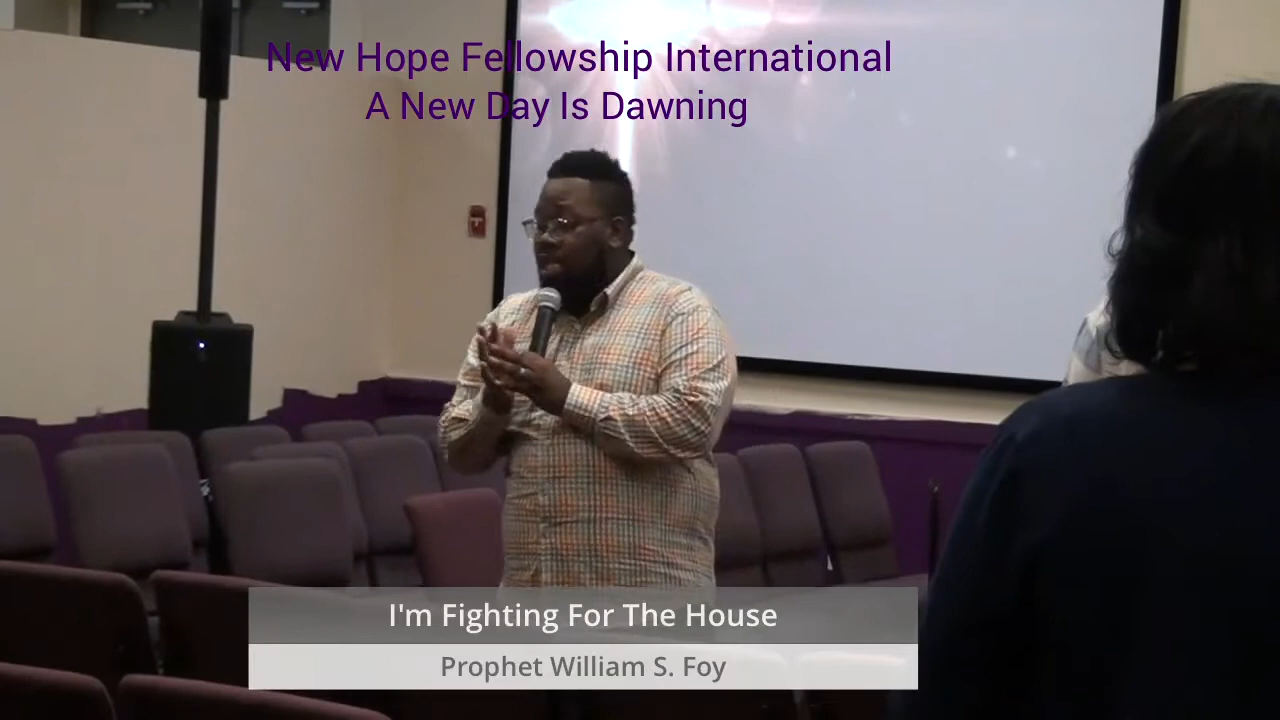 New Hope Fellowship International
A New Day Is Dawning
I'm Fighting For The House
Prophet William S. Foy